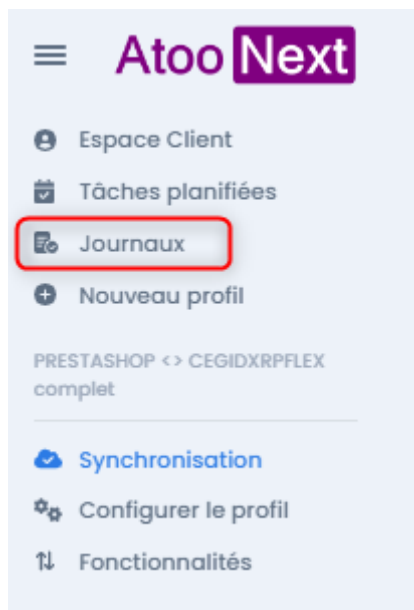 Atoo Next
Espace Client
Tâches planifiées
Journaux
Nouveau profil
PRESTASHOP <> CEGIDXRPFLEX
complet
Synchronisation
Configurer le profil
Fonctionnalités